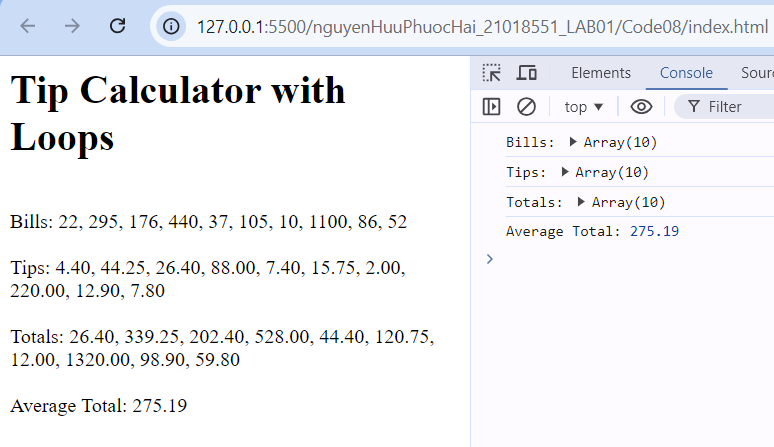 127.0.0.1:5500/nguyenHuuPhuocHai_21018551_LAB01/Code08/index.html
Tip Calculator with
Loops
Bills: 22, 295, 176, 440, 37, 105, 10, 1100, 86, 52
Tips: 4.40, 44.25, 26.40, 88.00, 7.40, 15.75, 2.00,
220.00, 12.90, 7.80
Totals: 26.40, 339.25, 202.40, 528.00, 44.40, 120.75,
12.00, 1320.00, 98.90, 59.80
Average Total: 275.19
Elements Console Sour
top ▼ Filter
Bills: ▶ Array(10)
Tips: ▶ Array(10)
Totals: ▶ Array(10)
Average Total: 275.19